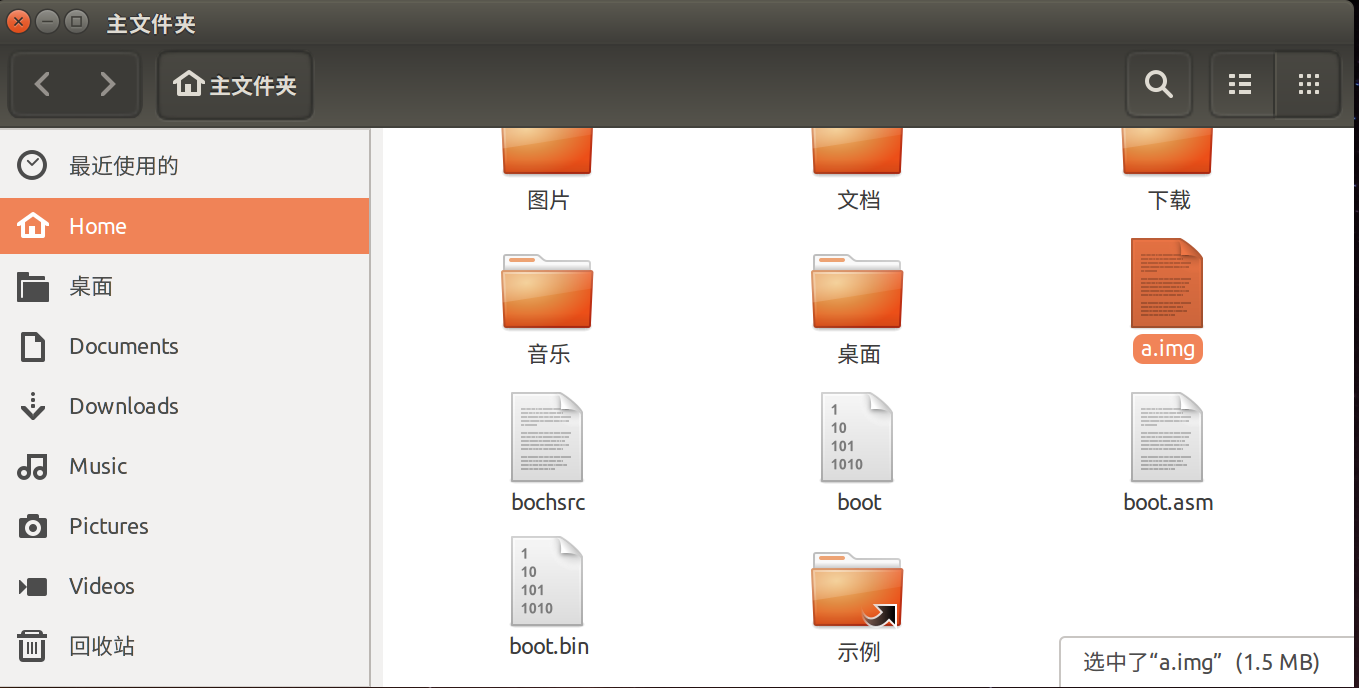 主文件夹
主文件夹
最近使用的
Home
桌面
Documents
Downloads
Music
Pictures
Videos
回收站
图片 文档 下载
音乐 桌面 a.img
1
10
101
1010
bochsrc boot boot.asm
1
10
101
1010
boot.bin 示例
选中了“a.img” (1.5 MB)